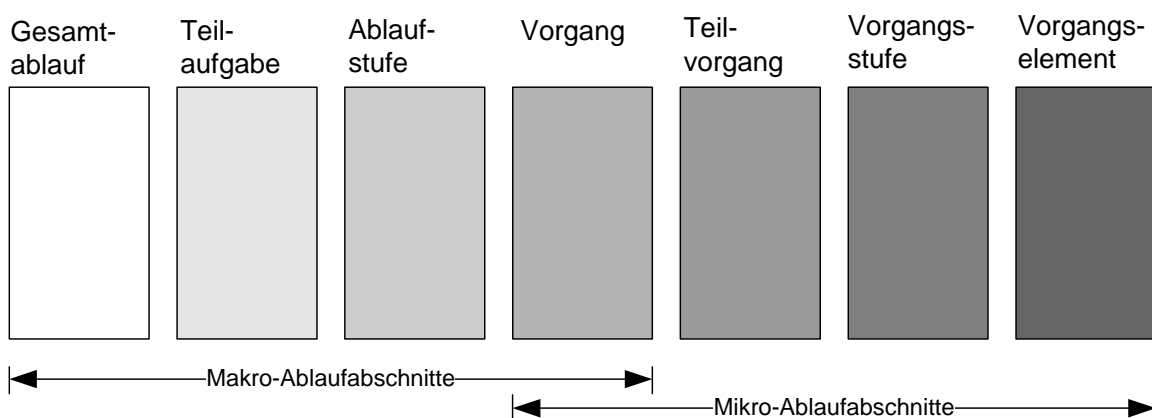 Gesamt-
ablauf
Teil-
aufgabe
Ablauf-
stufe
Vorgang
Teil-
vorgang
Vorgangs-
stufe
Vorgangs-
element
Makro-Ablaufabschnitte
Mikro-Ablaufabschnitte